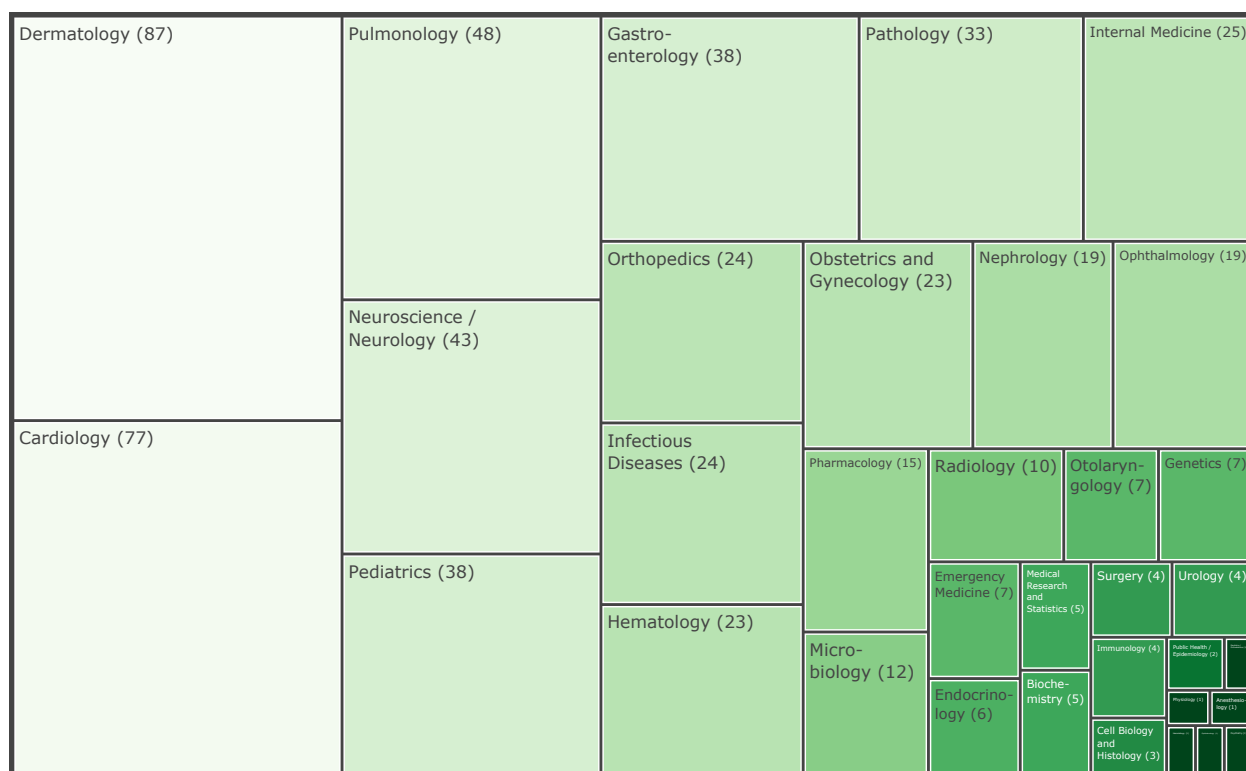 Dermatology (87)
Cardiology (77)
Pulmonology (48)
Neuroscience /
Neurology (43)
Pediatrics (38)
Gastro-
enterology (38)
Pathology (33)
Internal Medicine (25)
Orthopedics (24)
Infectious
Diseases (24)
Hematology (23)
Obstetrics and
Gynecology (23)
Nephrology (19)
Ophthalmology (19)
Pharmacology (15)
Micro-
biology (12)
Radiology (10)
Otolaryn-
gology (7)
Genetics (7)
Emergency
Medicine (7)
Endocrino-
logy (6)
Medical
Research
and
Statistics (5)
Bioche-
mistry (5)
Surgery (4)
Urology (4)
Immunology (4)
Cell Biology
and
Histology (3)
Public Health /
Epidemiology (2)
Physiology (1)
Anesthesio-
logy (1)